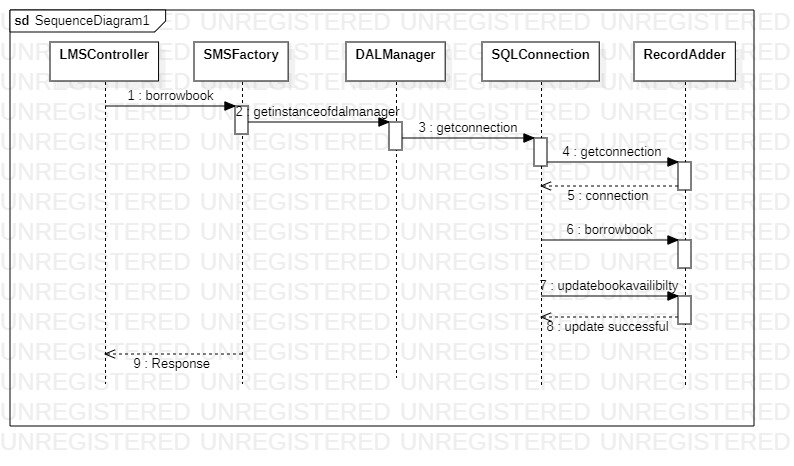 sd SequenceDiagram1
LMSController SMSFactory DALManager SQLConnection RecordAdder
1 : borrowbook
2 : getinstanceofdalmanager
3 : getconnection
4 : getconnection
5 : connection
6 : borrowbook
7 : updatebookavailibilty
8 : update successful
9 : Response
UNREGISTERED UNREGISTERED UNREGISTERED UNREGISTERED